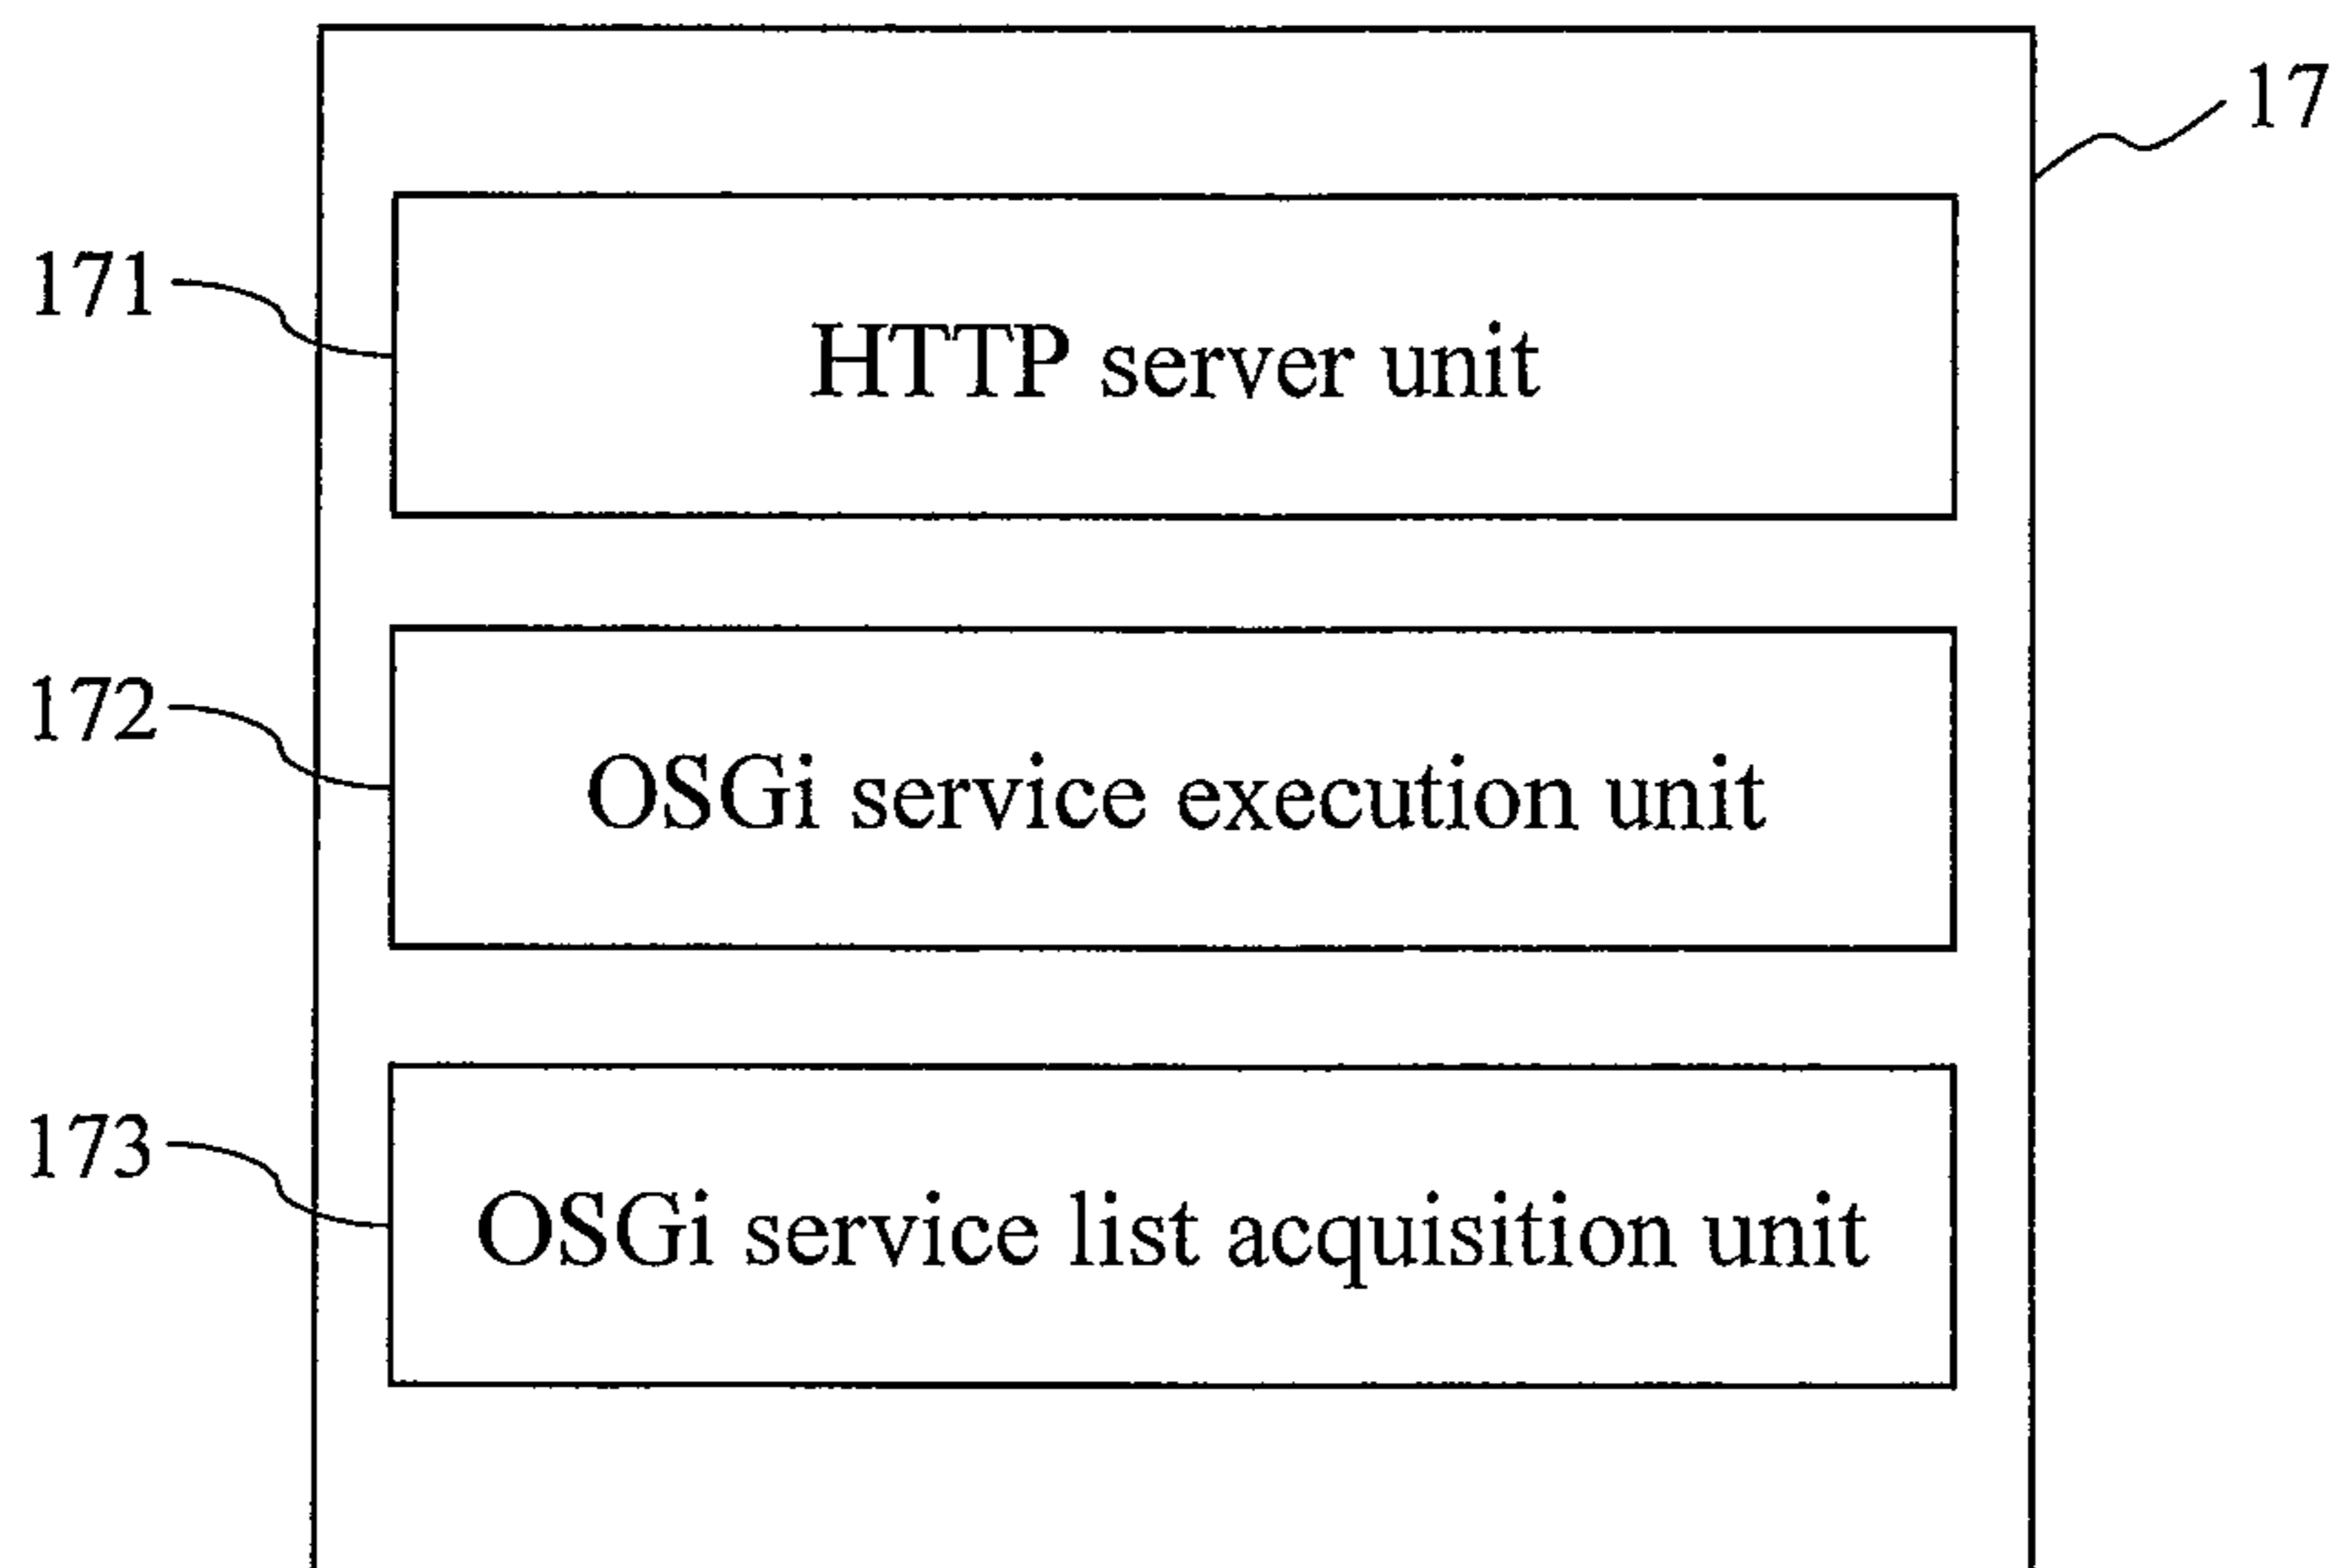 17
171
HTTP server unit
172
OSGi service execution unit
173
OSGi service list acquisition unit